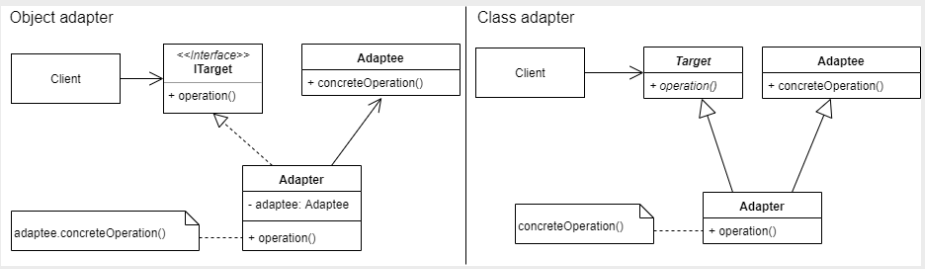 Object adapter
Client
<<Interface>>
ITarget
+ operation()
Adaptee
+ concreteOperation()
Adapter
- adaptee: Adaptee
+ operation()
adaptee.concreteOperation()
Class adapter
Client
Target
+ operation()
Adaptee
+ concreteOperation()
Adapter
+ operation()
concreteOperation()